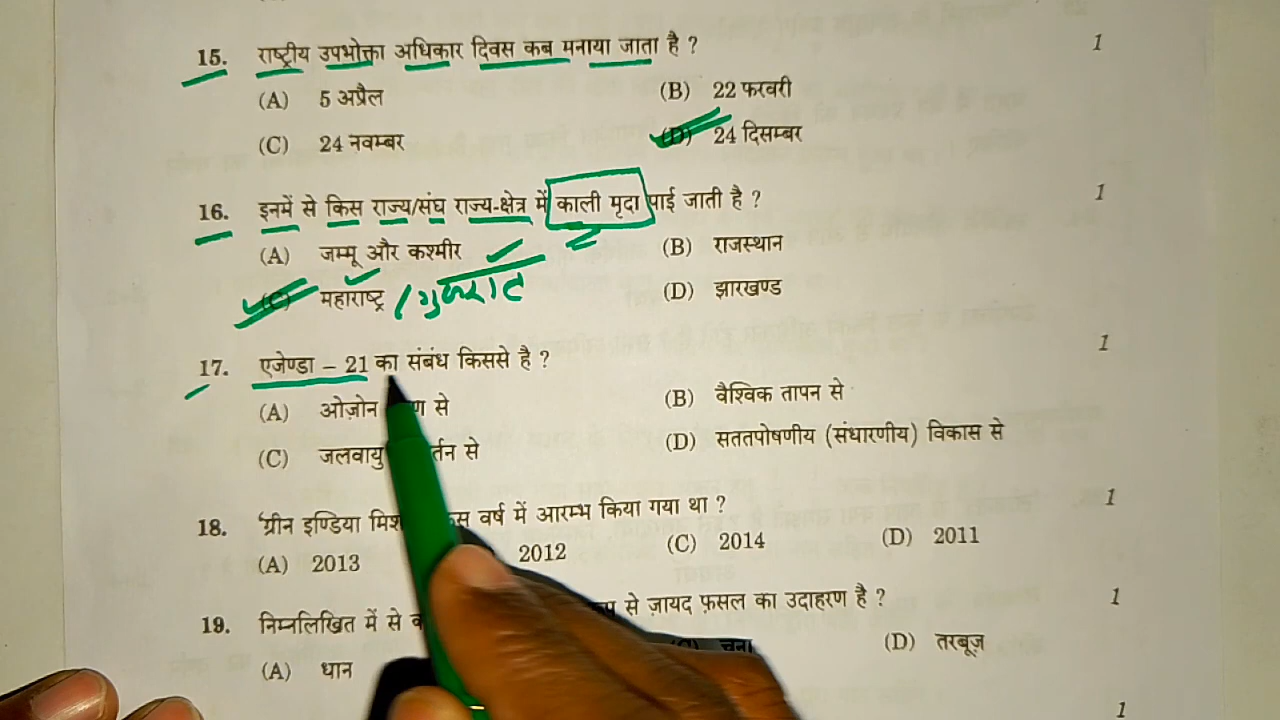 15. राष्ट्रीय उपभोक्ता अधिकार दिवस कब मनाया जाता है ? 1
(A) 5 अप्रैल (B) 22 फरवरी
(C) 24 नवम्बर (D) 24 दिसम्बर
16. इनमें से किस राज्य/संघ राज्य-क्षेत्र में काली मृदा पाई जाती है ? 1
(A) जम्मू और कश्मीर (B) राजस्थान
(C) महाराष्ट्र / गुजरात (D) झारखण्ड
17. एजेण्डा – 21 का संबंध किससे है ? 1
(A) ओज़ोन से (B) वैश्विक तापन से
(C) जलवायु से (D) सततपोषणीय (संधारणीय) विकास से
18. 'ग्रीन इण्डिया वर्ष में आरम्भ किया गया था ? 1
(A) 2013 2012 (C) 2014 (D) 2011
19. निम्नलिखित में से से ज़ायद फ़सल का उदाहरण है ? 1
(A) धान चना (D) तरबूज़
1